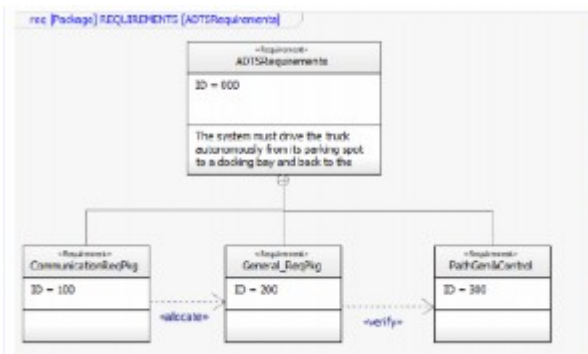 req [Package] REQUIREMENTS [ADTSRequirements]
«Requirement»
ADTSRequirements
ID = 000
The system must drive the truck
autonomously from its parking spot
to a docking bay and back to the
«Requirement»
CommunicationReqPkg
ID = 100
«allocate»
«Requirement»
General_ReqPkg
ID = 200
«verify»
«Requirement»
PathGen&Control
ID = 300